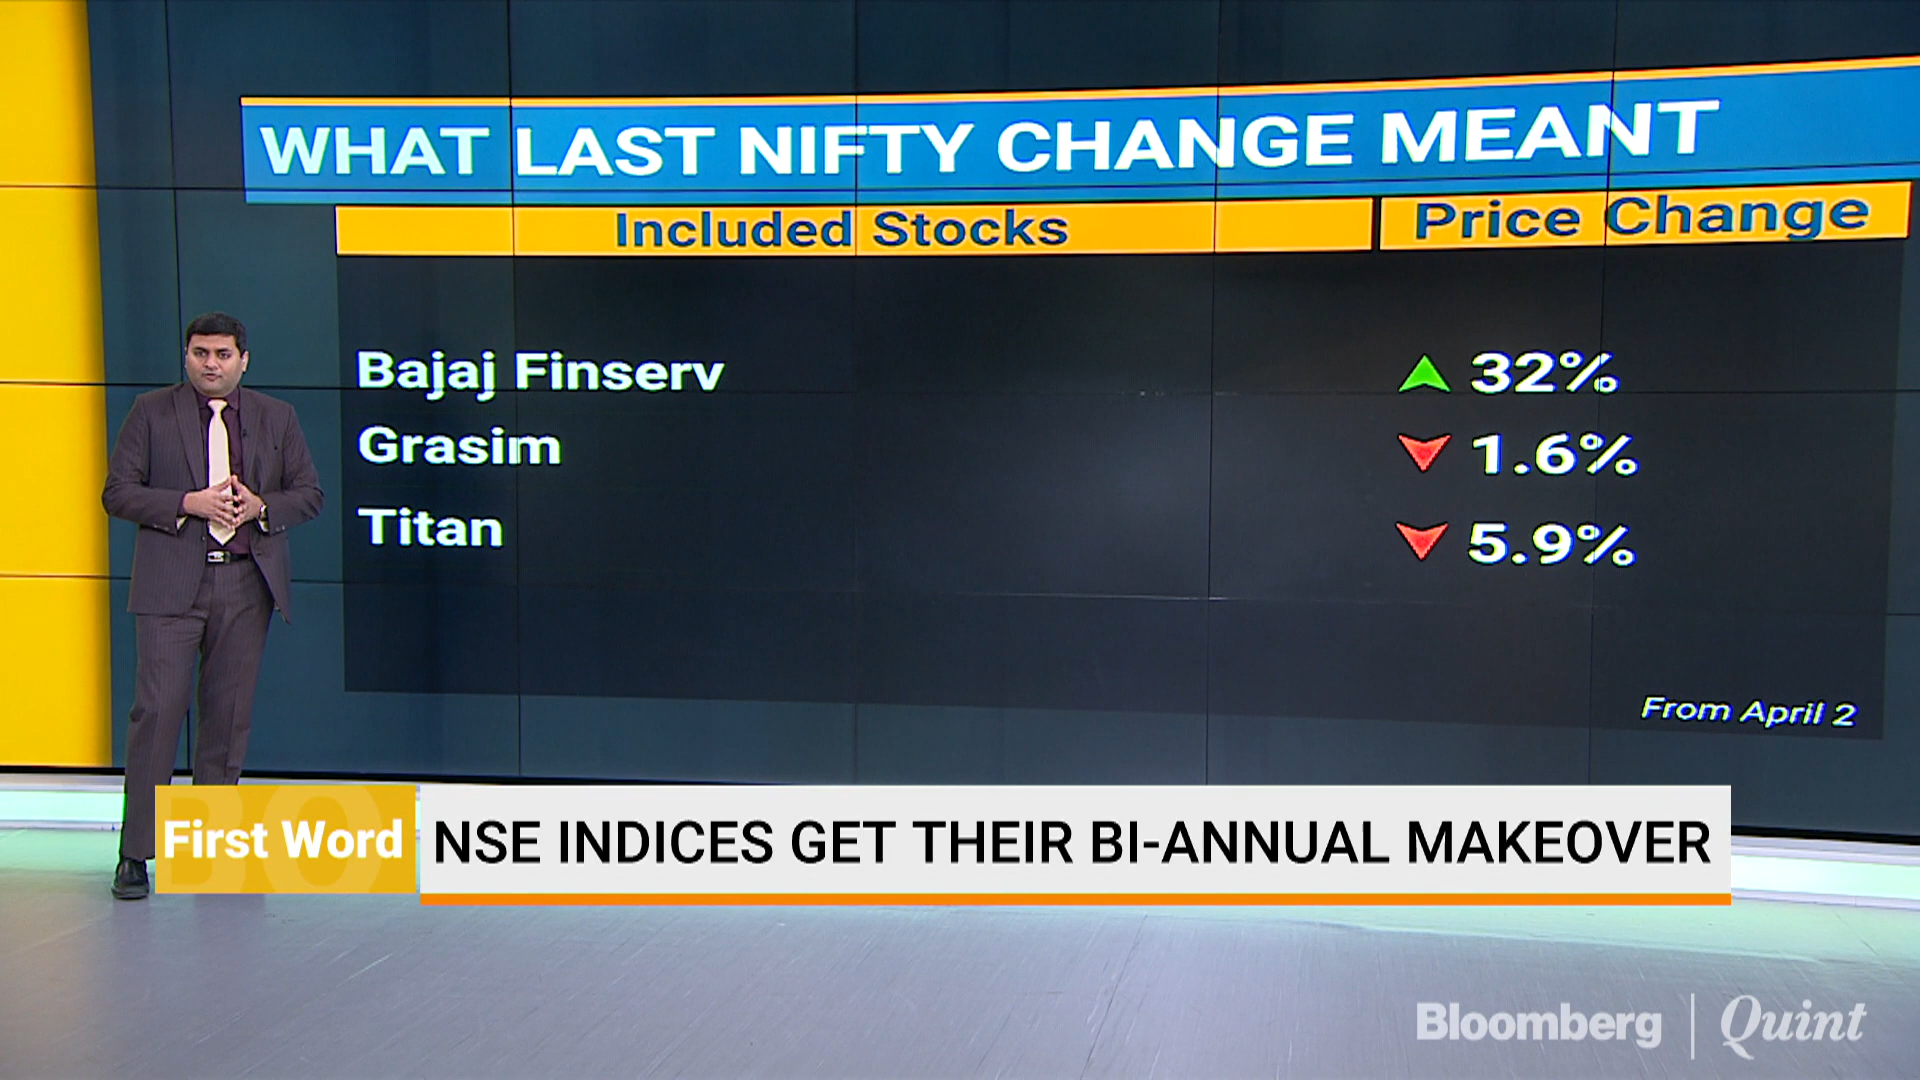 WHAT LAST NIFTY CHANGE MEANT
Included Stocks Price Change
Bajaj Finserv ▲ 32%
Grasim ▼ 1.6%
Titan ▼ 5.9%
From April 2
First Word NSE INDICES GET THEIR BI-ANNUAL MAKEOVER
Bloomberg | Quint